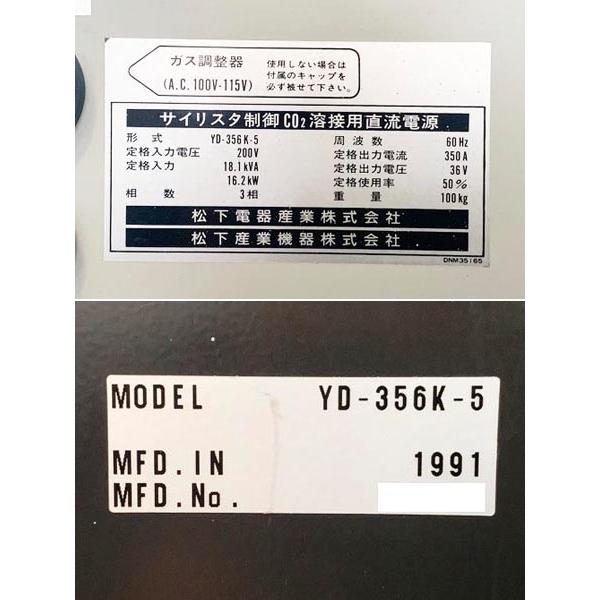 ガス調整器
(A.C.100V-115V)
使用しない場合は
付属のキャップを
必ず被せて下さい。
サイリスタ制御CO₂溶接用直流電源
形式 YD-356K-5
定格入力電圧 200V
定格入力 18.1kVA
16.2kW
相数 3相
周波数 60Hz
定格出力電流 350A
定格出力電圧 36V
定格使用率 50%
重量 100kg
松下電器産業株式会社
松下産業機器株式会社
DNM35165
MODEL YD-356K-5
MFD.IN 1991
MFD.No.